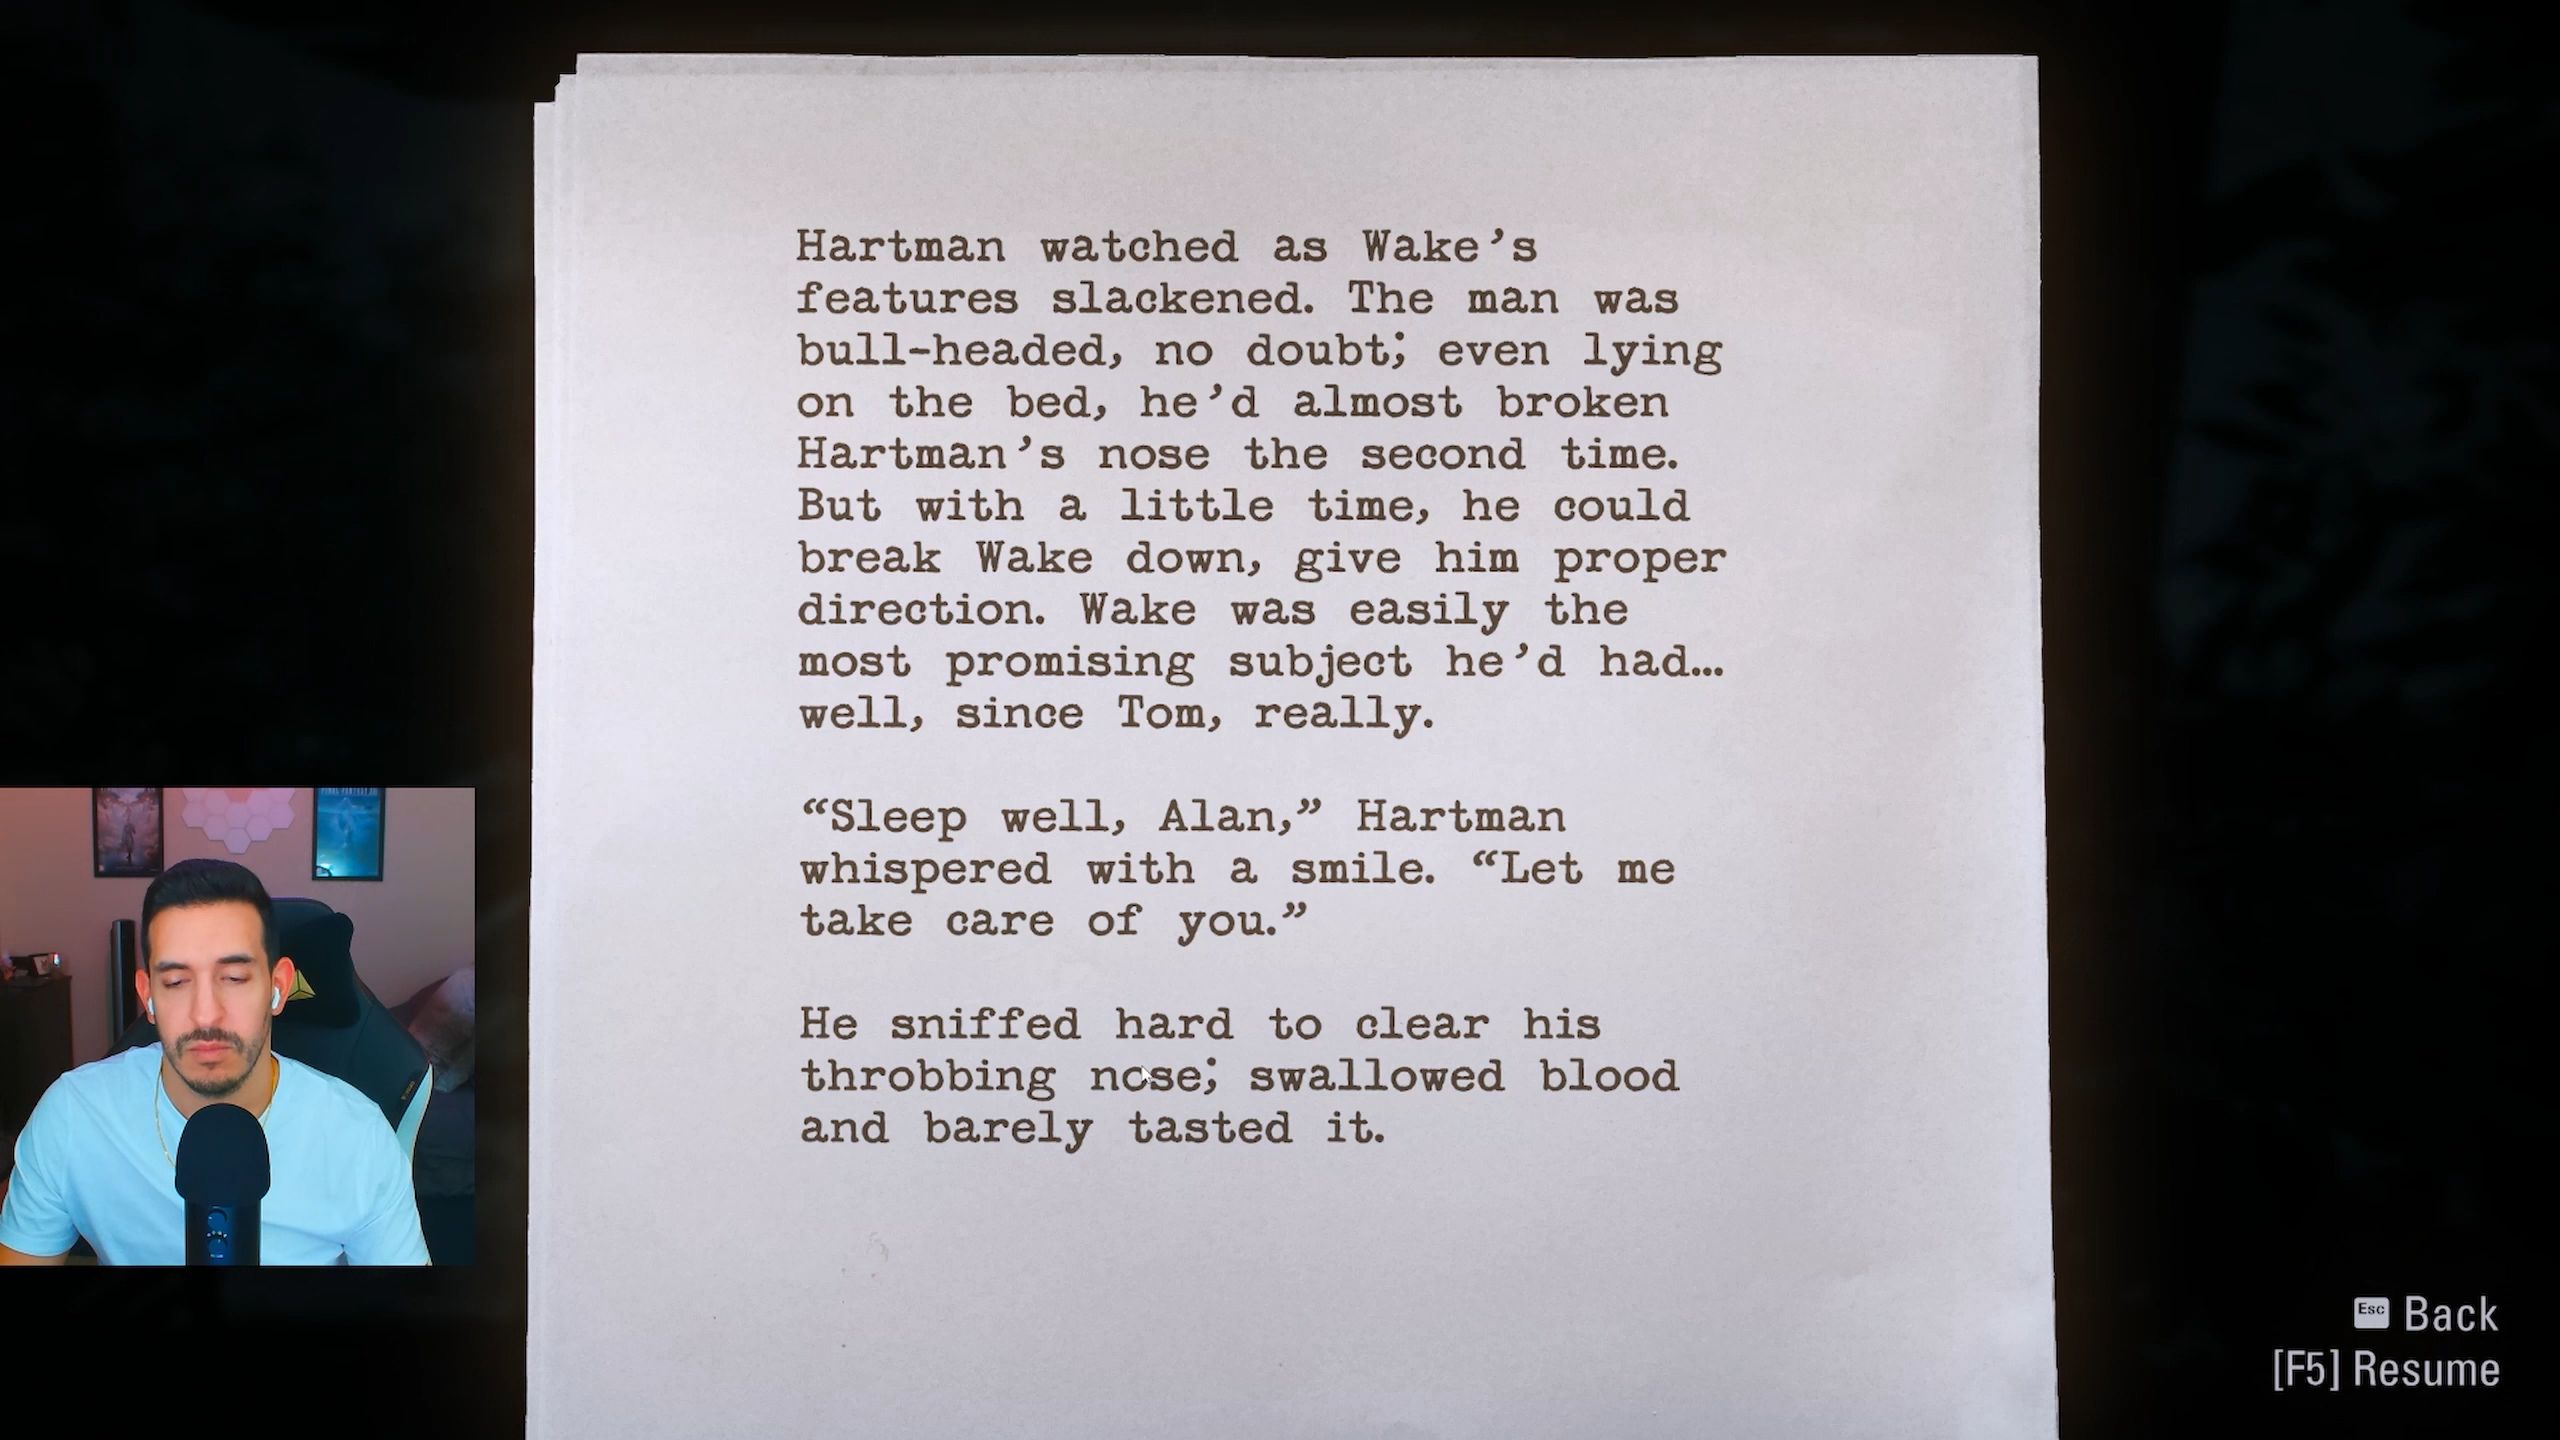 Hartman watched as Wake’s
features slackened. The man was
bull-headed, no doubt; even lying
on the bed, he’d almost broken
Hartman’s nose the second time.
But with a little time, he could
break Wake down, give him proper
direction. Wake was easily the
most promising subject he’d had…
well, since Tom, really.
“Sleep well, Alan,” Hartman
whispered with a smile. “Let me
take care of you.”
He sniffed hard to clear his
throbbing nose; swallowed blood
and barely tasted it.
Esc Back
[F5] Resume